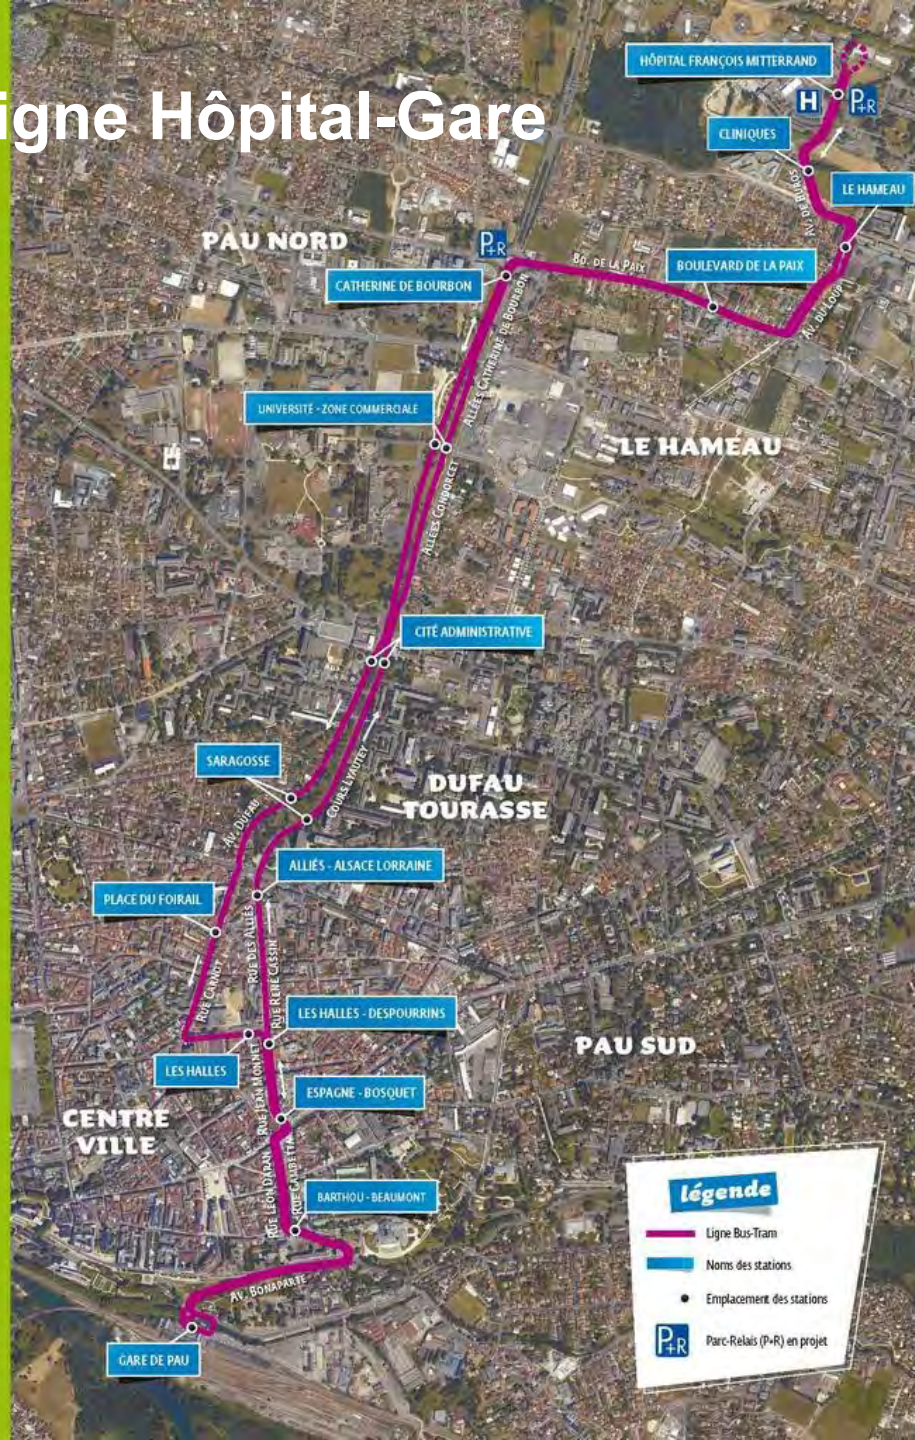 igne Hôpital-Gare
HÔPITAL FRANÇOIS MITTERRAND
H
P+R
CLINIQUES
AV. DE BUROS
LE HAMEAU
PAU NORD
P+R
BD. DE LA PAIX
BOULEVARD DE LA PAIX
CATHERINE DE BOURBON
AV. DU LOUP
ALLÉES CATHERINE DE BOURBON
UNIVERSITÉ - ZONE COMMERCIALE
LE HAMEAU
ALLÉES CONDORCET
CITÉ ADMINISTRATIVE
SARAGOSSE
COURS LYAUTEY
DUFAU
TOURASSE
AV. DUFAU
ALLIÉS - ALSACE LORRAINE
PLACE DU FOIRAIL
RUE DES ALLIÉS
RUE RENÉ CASSIN
RUE CARNOT
LES HALLES - DESPOURRINS
PAU SUD
LES HALLES
RUE JEAN MONNET
ESPAGNE - BOSQUET
CENTRE
VILLE
RUE LÉON DARAN
RUE GAMBETTA
BARTHOU - BEAUMONT
AV. BONAPARTE
GARE DE PAU
légende
Ligne Bus-Tram
Noms des stations
Emplacement des stations
P+R
Parc-Relais (P+R) en projet